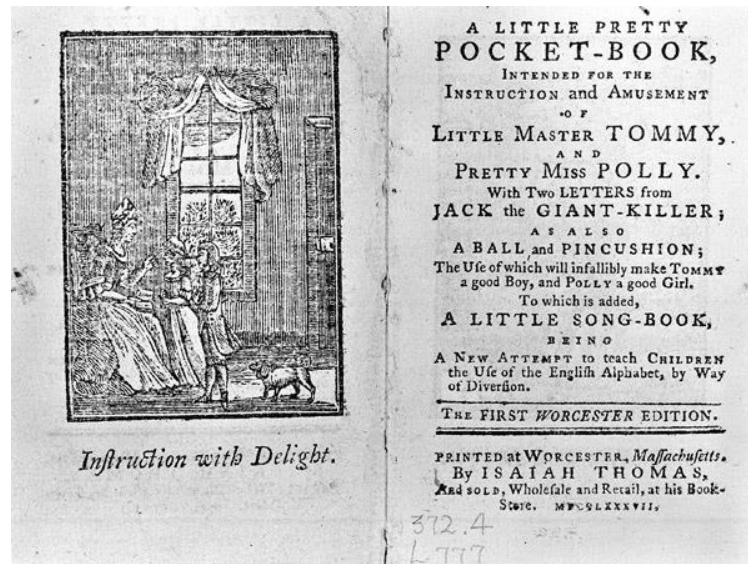 Inſtruction with Delight.
A LITTLE PRETTY
POCKET-BOOK,
INTENDED FOR THE
INSTRUCTION and AMUSEMENT
OF
LITTLE MASTER TOMMY,
AND
PRETTY MISS POLLY.
With Two LETTERS from
JACK the GIANT-KILLER;
AS ALSO
A BALL and PINCUSHION;
The Uſe of which will infallibly make TOMMY
a good Boy, and POLLY a good Girl.
To which is added,
A LITTLE SONG-BOOK,
BEING
A NEW ATTEMPT to teach CHILDREN
the Uſe of the Engliſh Alphabet, by Way
of Diverſion.
THE FIRST WORCESTER EDITION.
PRINTED at WORCESTER, Maſſachuſetts.
By ISAIAH THOMAS,
And SOLD, Wholeſale and Retail, at his Book-
Store. MDCCLXXXVII.
372.4
L777